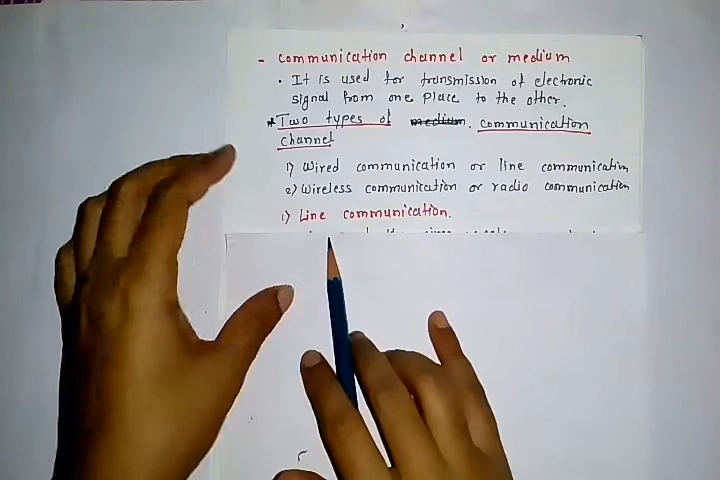 - Communication channel or medium
. It is used for transmission of electronic
signal from one place to the other.
* Two types of medium. communication
channel
1) Wired communication or line communication
2) Wireless communication or radio communication
1) Line communication.